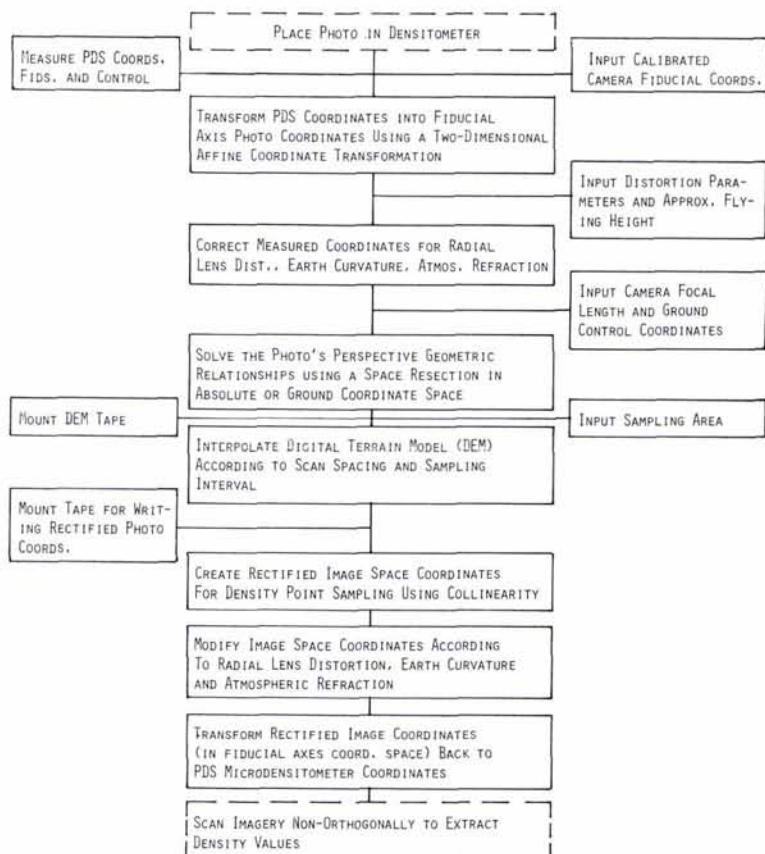 PLACE PHOTO IN DENSITOMETER
MEASURE PDS COORDS.
FIDS. AND CONTROL
INPUT CALIBRATED
CAMERA FIDUCIAL COORDS.
TRANSFORM PDS COORDINATES INTO FIDUCIAL
AXIS PHOTO COORDINATES USING A TWO-DIMENSIONAL
AFFINE COORDINATE TRANSFORMATION
INPUT DISTORTION PARA-
METERS AND APPROX. FLY-
ING HEIGHT
CORRECT MEASURED COORDINATES FOR RADIAL
LENS DIST., EARTH CURVATURE, ATMOS. REFRACTION
INPUT CAMERA FOCAL
LENGTH AND GROUND
CONTROL COORDINATES
SOLVE THE PHOTO'S PERSPECTIVE GEOMETRIC
RELATIONSHIPS USING A SPACE RESECTION IN
ABSOLUTE OR GROUND COORDINATE SPACE
MOUNT DEM TAPE
INPUT SAMPLING AREA
INTERPOLATE DIGITAL TERRAIN MODEL (DEM)
ACCORDING TO SCAN SPACING AND SAMPLING
INTERVAL
MOUNT TAPE FOR WRIT-
ING RECTIFIED PHOTO
COORDS.
CREATE RECTIFIED IMAGE SPACE COORDINATES
FOR DENSITY POINT SAMPLING USING COLLINEARITY
MODIFY IMAGE SPACE COORDINATES ACCORDING
TO RADIAL LENS DISTORTION, EARTH CURVATURE
AND ATMOSPHERIC REFRACTION
TRANSFORM RECTIFIED IMAGE COORDINATES
(IN FIDUCIAL AXES COORD. SPACE) BACK TO
PDS MICRODENSITOMETER COORDINATES
SCAN IMAGERY NON-ORTHOGONALLY TO EXTRACT
DENSITY VALUES